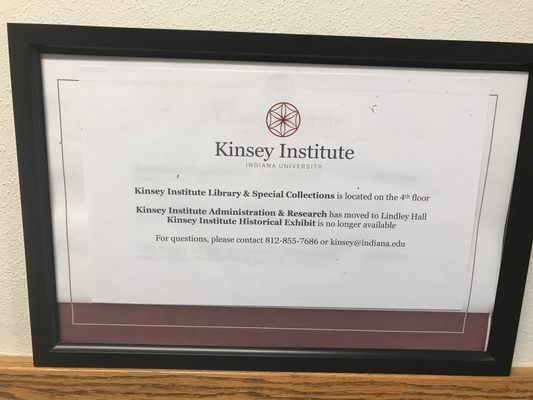 Kinsey Institute
INDIANA UNIVERSITY
Kinsey Institute Library & Special Collections is located on the 4th floor
Kinsey Institute Administration & Research has moved to Lindley Hall
Kinsey Institute Historical Exhibit is no longer available
For questions, please contact 812-855-7686 or kinsey@indiana.edu